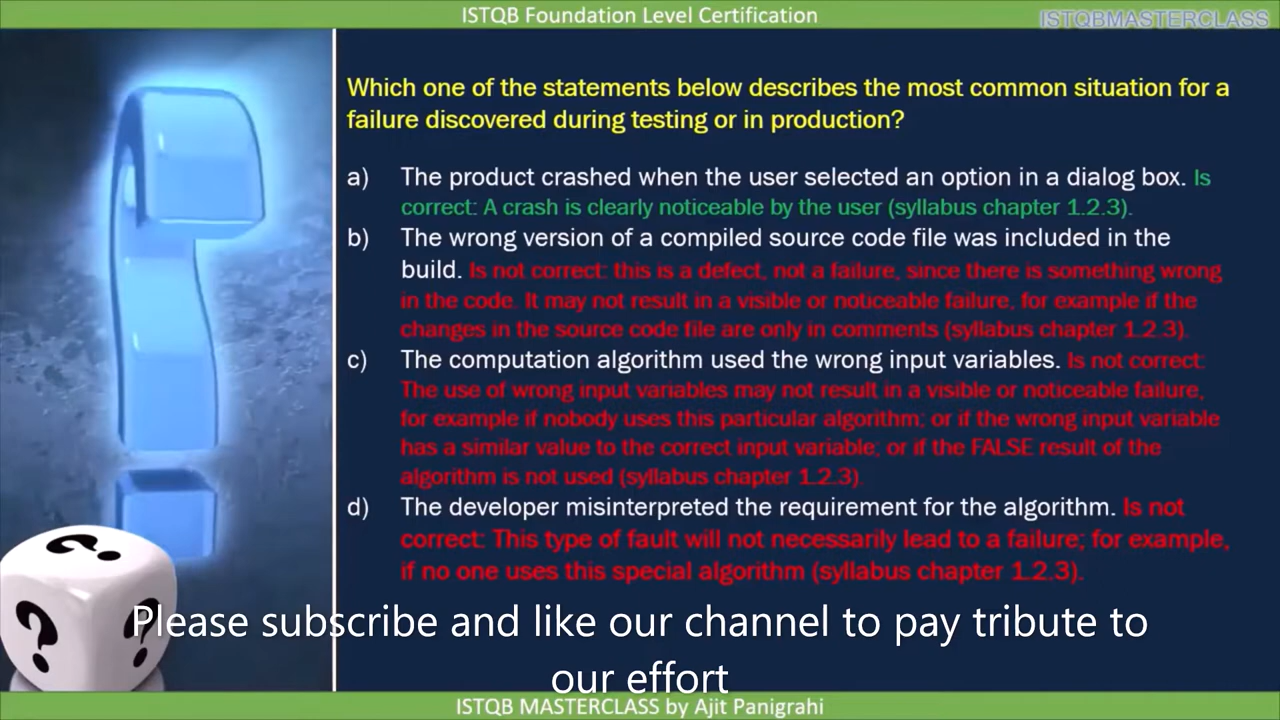 ISTQB Foundation Level Certification
ISTQBMASTERCLASS
Which one of the statements below describes the most common situation for a
failure discovered during testing or in production?
a) The product crashed when the user selected an option in a dialog box. Is
correct: A crash is clearly noticeable by the user (syllabus chapter 1.2.3).
b) The wrong version of a compiled source code file was included in the
build. Is not correct: this is a defect, not a failure, since there is something wrong
in the code. It may not result in a visible or noticeable failure, for example if the
changes in the source code file are only in comments (syllabus chapter 1.2.3).
c) The computation algorithm used the wrong input variables. Is not correct:
The use of wrong input variables may not result in a visible or noticeable failure,
for example if nobody uses this particular algorithm; or if the wrong input variable
has a similar value to the correct input variable; or if the FALSE result of the
algorithm is not used (syllabus chapter 1.2.3).
d) The developer misinterpreted the requirement for the algorithm. Is not
correct: This type of fault will not necessarily lead to a failure; for example,
if no one uses this special algorithm (syllabus chapter 1.2.3).
Please subscribe and like our channel to pay tribute to
our effort
ISTQB MASTERCLASS by Ajit Panigrahi